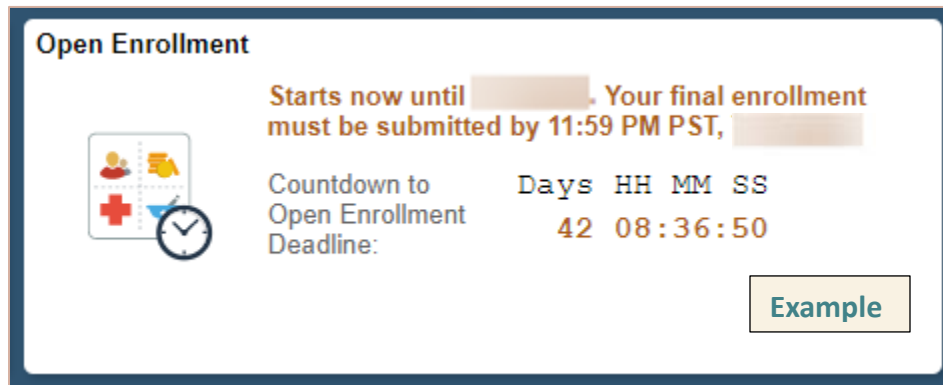 Open Enrollment
Starts now until . Your final enrollment
must be submitted by 11:59 PM PST,
Countdown to
Open Enrollment
Deadline:
Days HH MM SS
42 08:36:50
Example